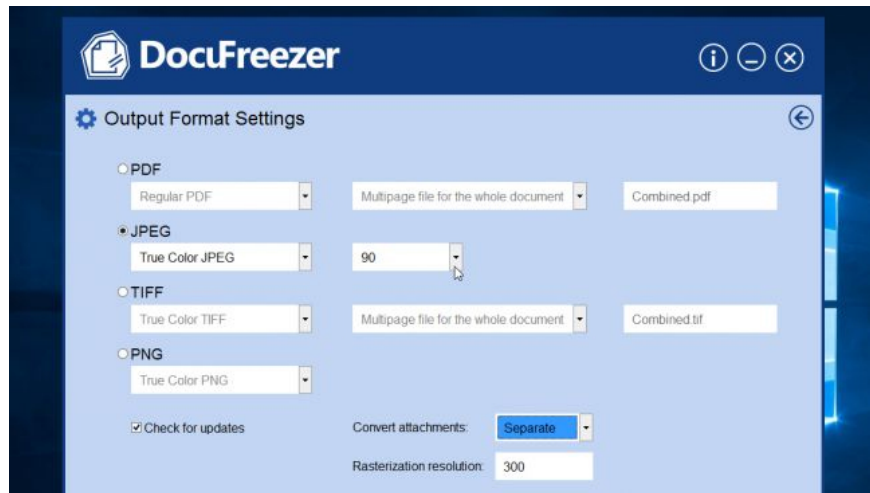 DocuFreezer
Output Format Settings
PDF
Regular PDF Multipage file for the whole document Combined.pdf
JPEG
True Color JPEG 90
TIFF
True Color TIFF Multipage file for the whole document Combined.tif
PNG
True Color PNG
Check for updates Convert attachments: Separate
Rasterization resolution: 300